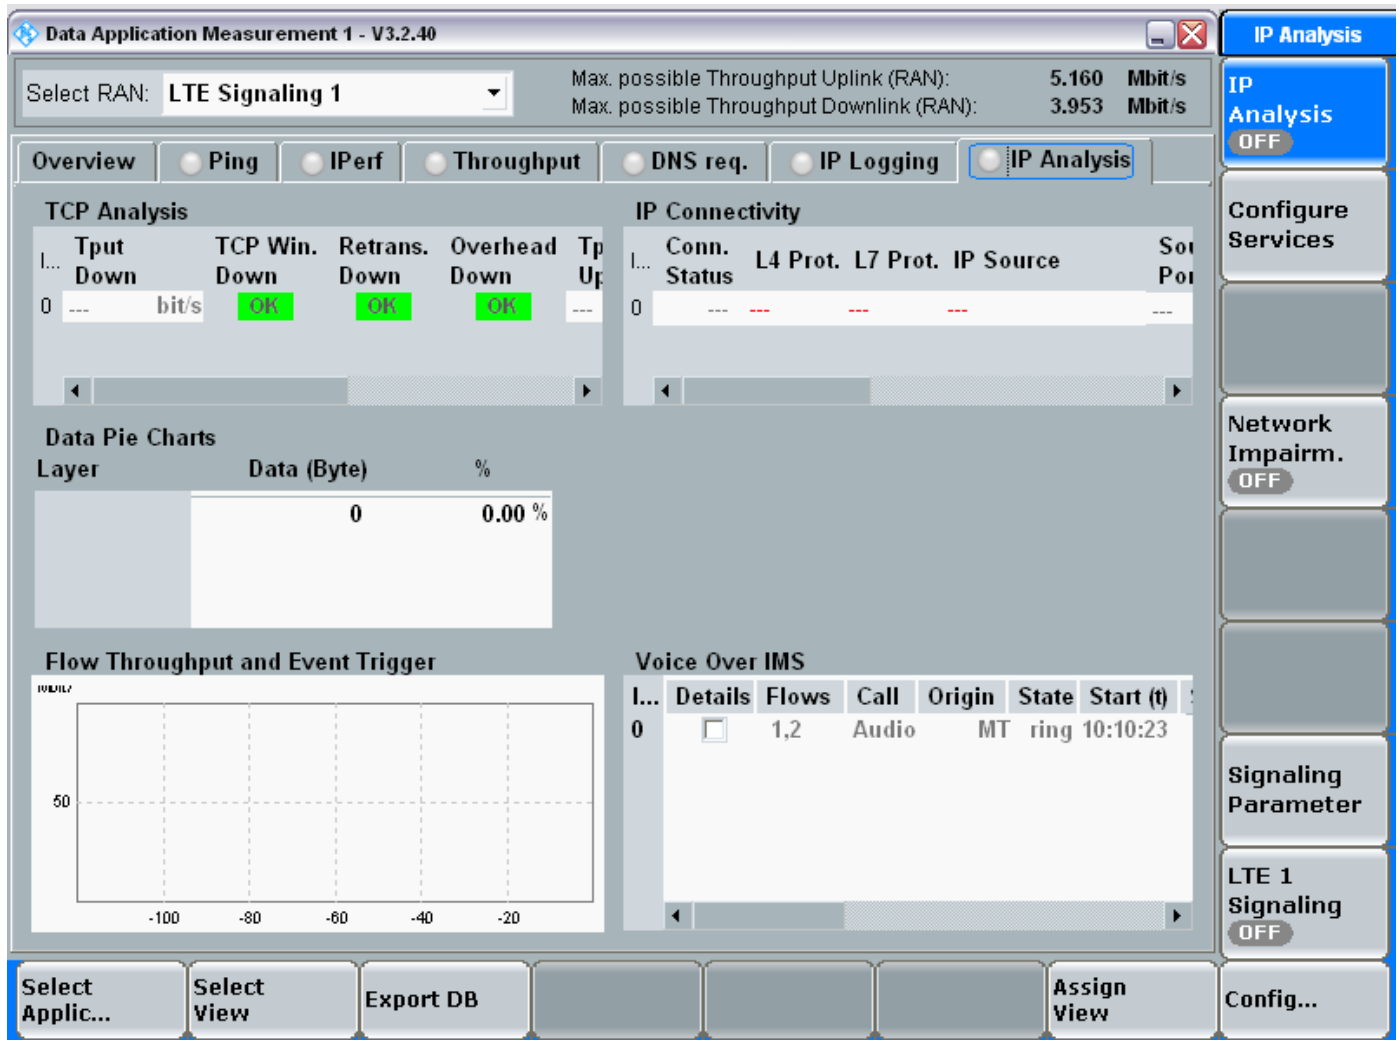 Data Application Measurement 1 - V3.2.40
IP Analysis
Select RAN: LTE Signaling 1
Max. possible Throughput Uplink (RAN): 5.160 Mbit/s
Max. possible Throughput Downlink (RAN): 3.953 Mbit/s
IP
Analysis
OFF
Overview Ping IPerf Throughput DNS req. IP Logging IP Analysis
Configure
Services
TCP Analysis
I... Tput Down TCP Win. Down Retrans. Down Overhead Down Tp Up
0 --- bit/s OK OK OK ---
IP Connectivity
I... Conn. Status L4 Prot. L7 Prot. IP Source Sou Por
0 --- --- --- --- ---
Network
Impairm.
OFF
Data Pie Charts
Layer Data (Byte) %
0 0.00 %
Flow Throughput and Event Trigger
50
-100 -80 -60 -40 -20
Voice Over IMS
I... Details Flows Call Origin State Start (t)
0 1,2 Audio MT ring 10:10:23
Signaling
Parameter
LTE 1
Signaling
OFF
Select
Applic...
Select
View
Export DB
Assign
View
Config...